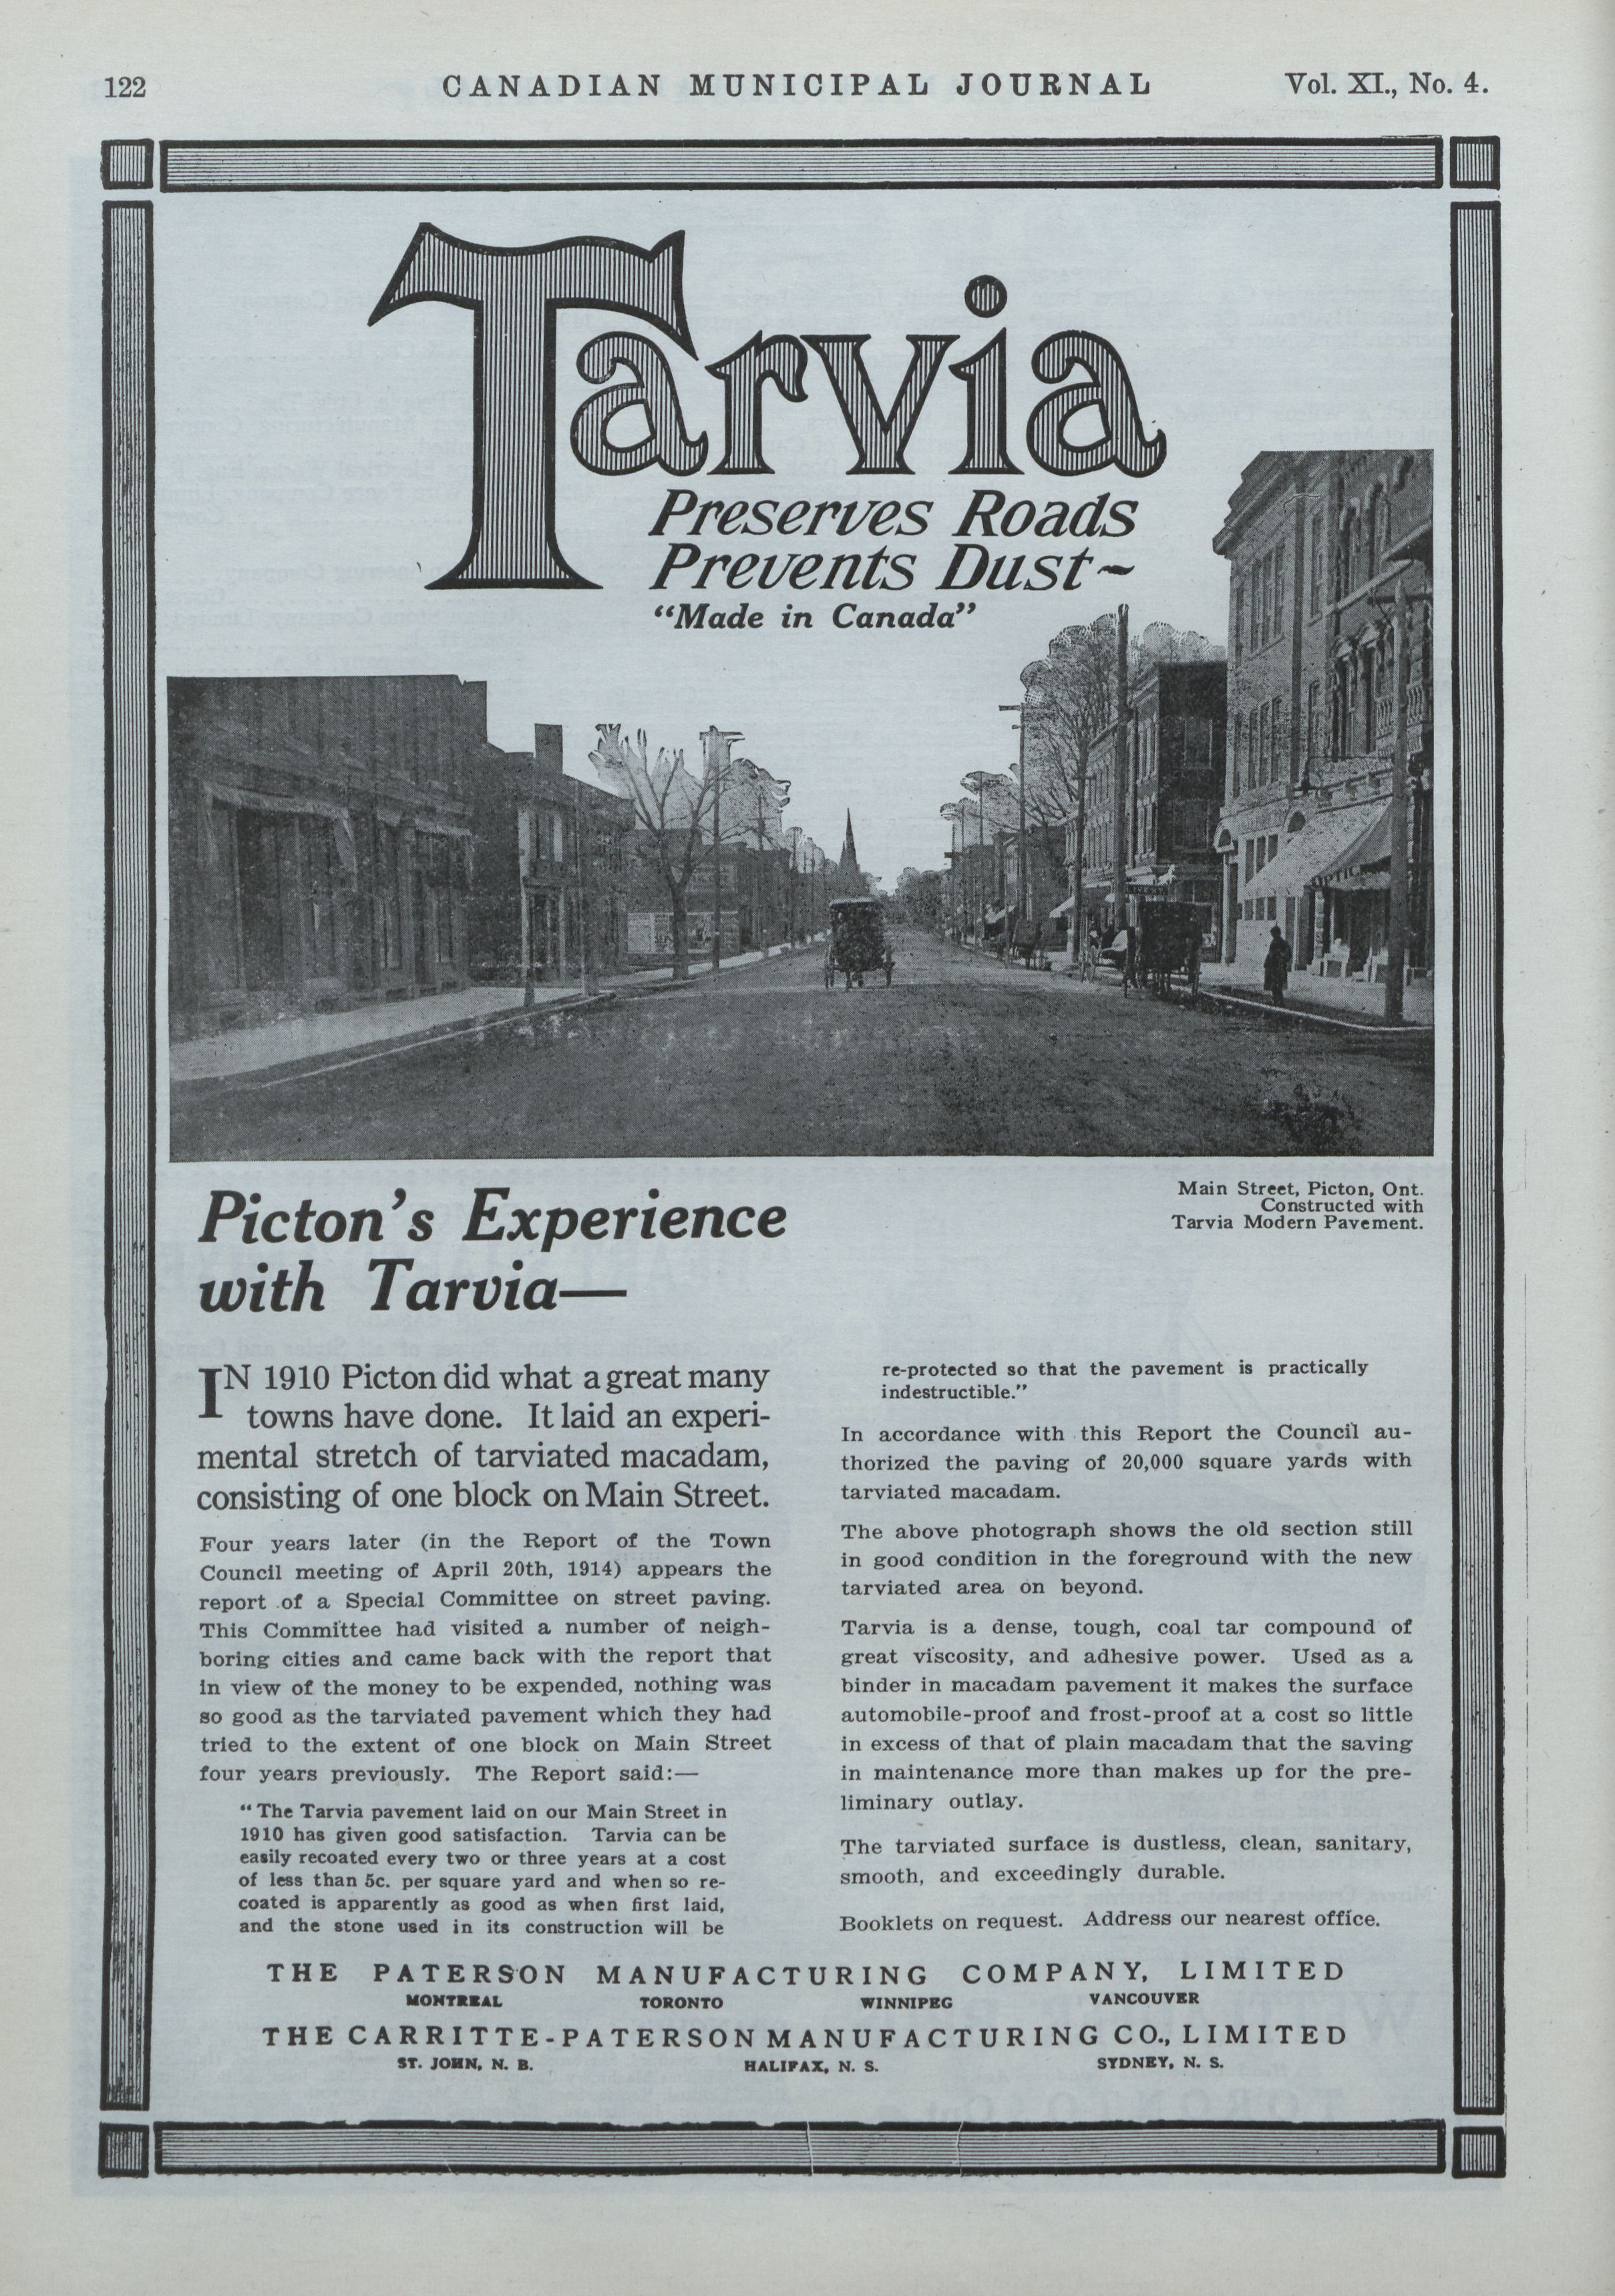 122
CANADIAN MUNICIPAL JOURNAL
Vol. XI., No. 4.
Tarvia
Preserves Roads
Prevents Dust~
"Made in Canada"
Main Street, Picton, Ont.
Constructed with
Tarvia Modern Pavement.
Picton's Experience
with Tarvia—
IN 1910 Picton did what a great many
towns have done. It laid an experi-
mental stretch of tarviated macadam,
consisting of one block on Main Street.
Four years later (in the Report of the Town
Council meeting of April 20th, 1914) appears the
report of a Special Committee on street paving.
This Committee had visited a number of neigh-
boring cities and came back with the report that
in view of the money to be expended, nothing was
so good as the tarviated pavement which they had
tried to the extent of one block on Main Street
four years previously. The Report said:—
"The Tarvia pavement laid on our Main Street in
1910 has given good satisfaction. Tarvia can be
easily recoated every two or three years at a cost
of less than 5c. per square yard and when so re-
coated is apparently as good as when first laid,
and the stone used in its construction will be
re-protected so that the pavement is practically
indestructible."
In accordance with this Report the Council au-
thorized the paving of 20,000 square yards with
tarviated macadam.
The above photograph shows the old section still
in good condition in the foreground with the new
tarviated area on beyond.
Tarvia is a dense, tough, coal tar compound of
great viscosity, and adhesive power. Used as a
binder in macadam pavement it makes the surface
automobile-proof and frost-proof at a cost so little
in excess of that of plain macadam that the saving
in maintenance more than makes up for the pre-
liminary outlay.
The tarviated surface is dustless, clean, sanitary,
smooth, and exceedingly durable.
Booklets on request. Address our nearest office.
THE PATERSON MANUFACTURING COMPANY, LIMITED
MONTREAL TORONTO WINNIPEG VANCOUVER
THE CARRITTE-PATERSON MANUFACTURING CO., LIMITED
ST. JOHN, N. B. HALIFAX, N. S. SYDNEY, N. S.